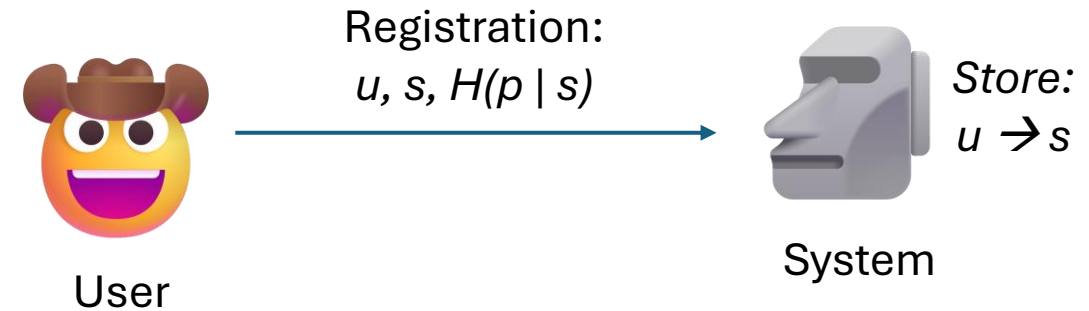 Registration:
u, s, H(p | s)
Store:
u → s
User
System